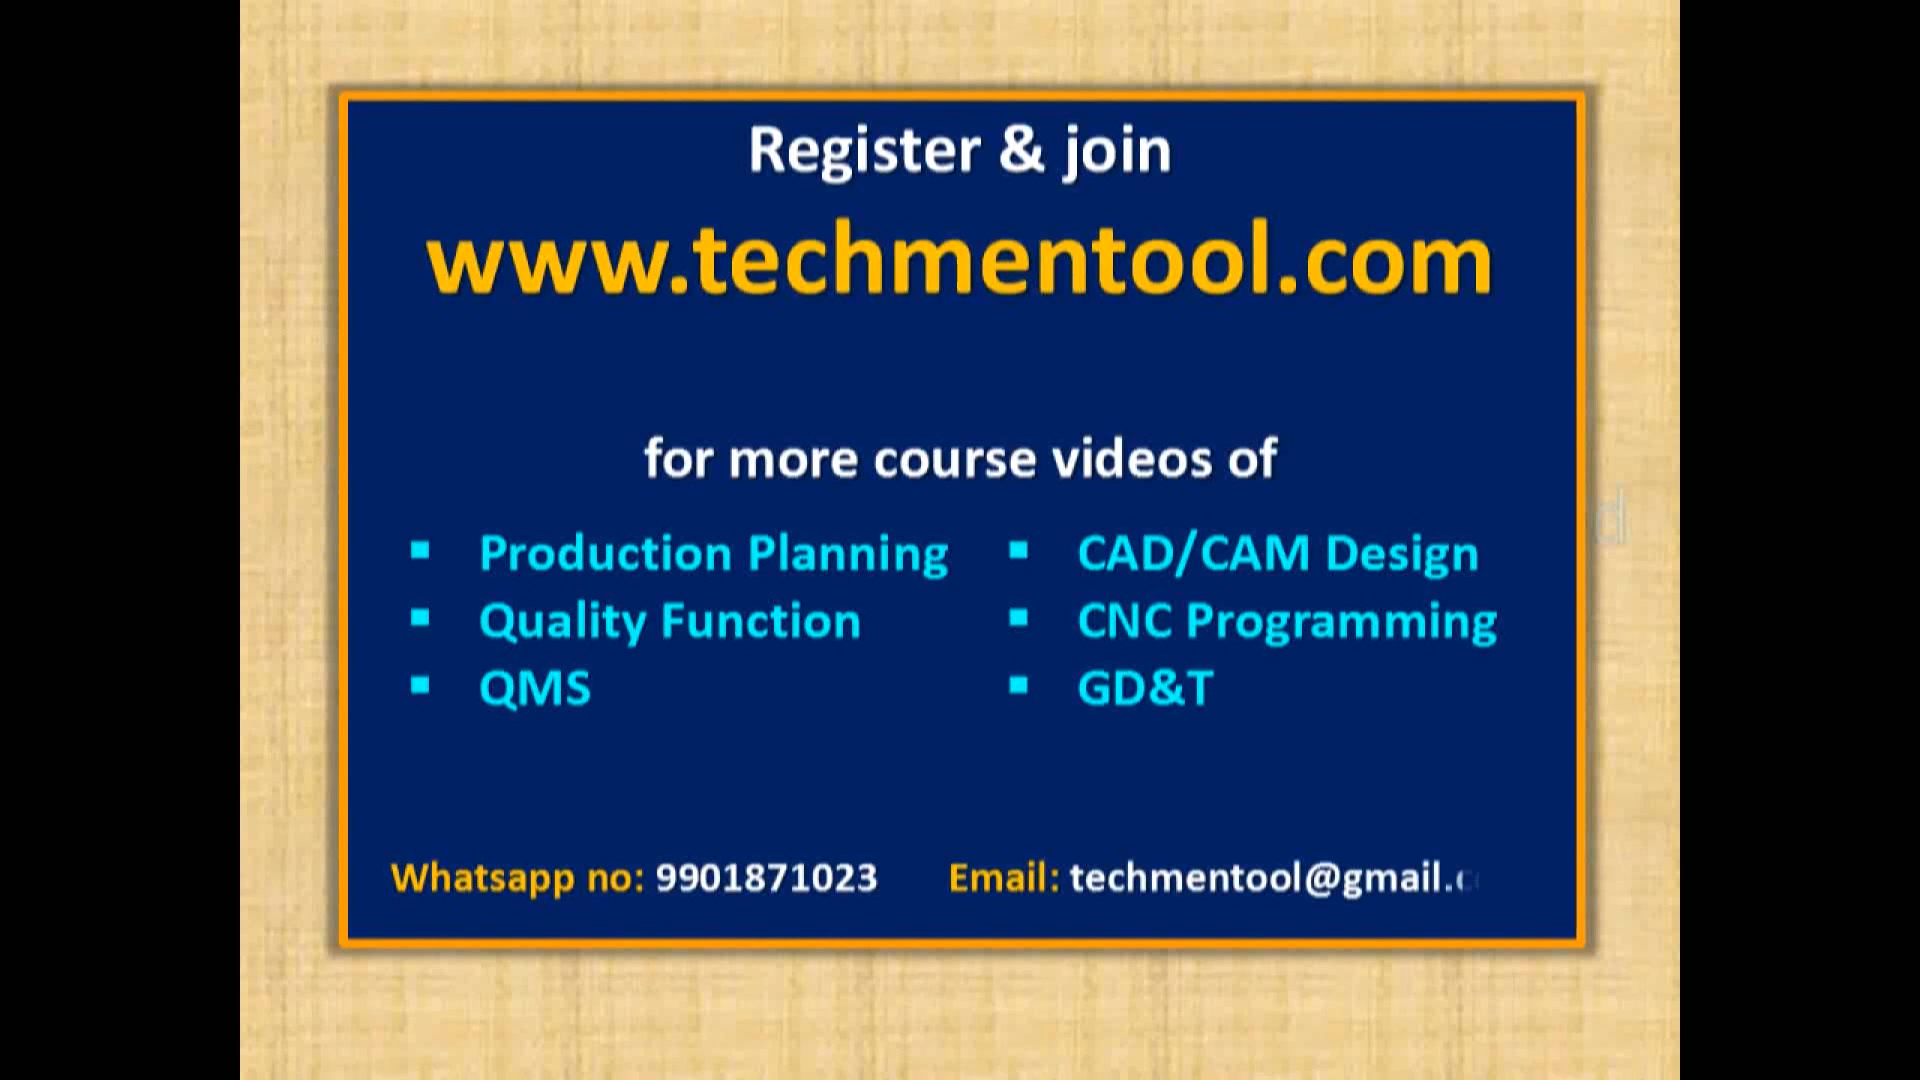 Register & join
www.techmentool.com
for more course videos of
▪ Production Planning
▪ Quality Function
▪ QMS
▪ CAD/CAM Design
▪ CNC Programming
▪ GD&T
Whatsapp no: 9901871023 Email: techmentool@gmail.c
d